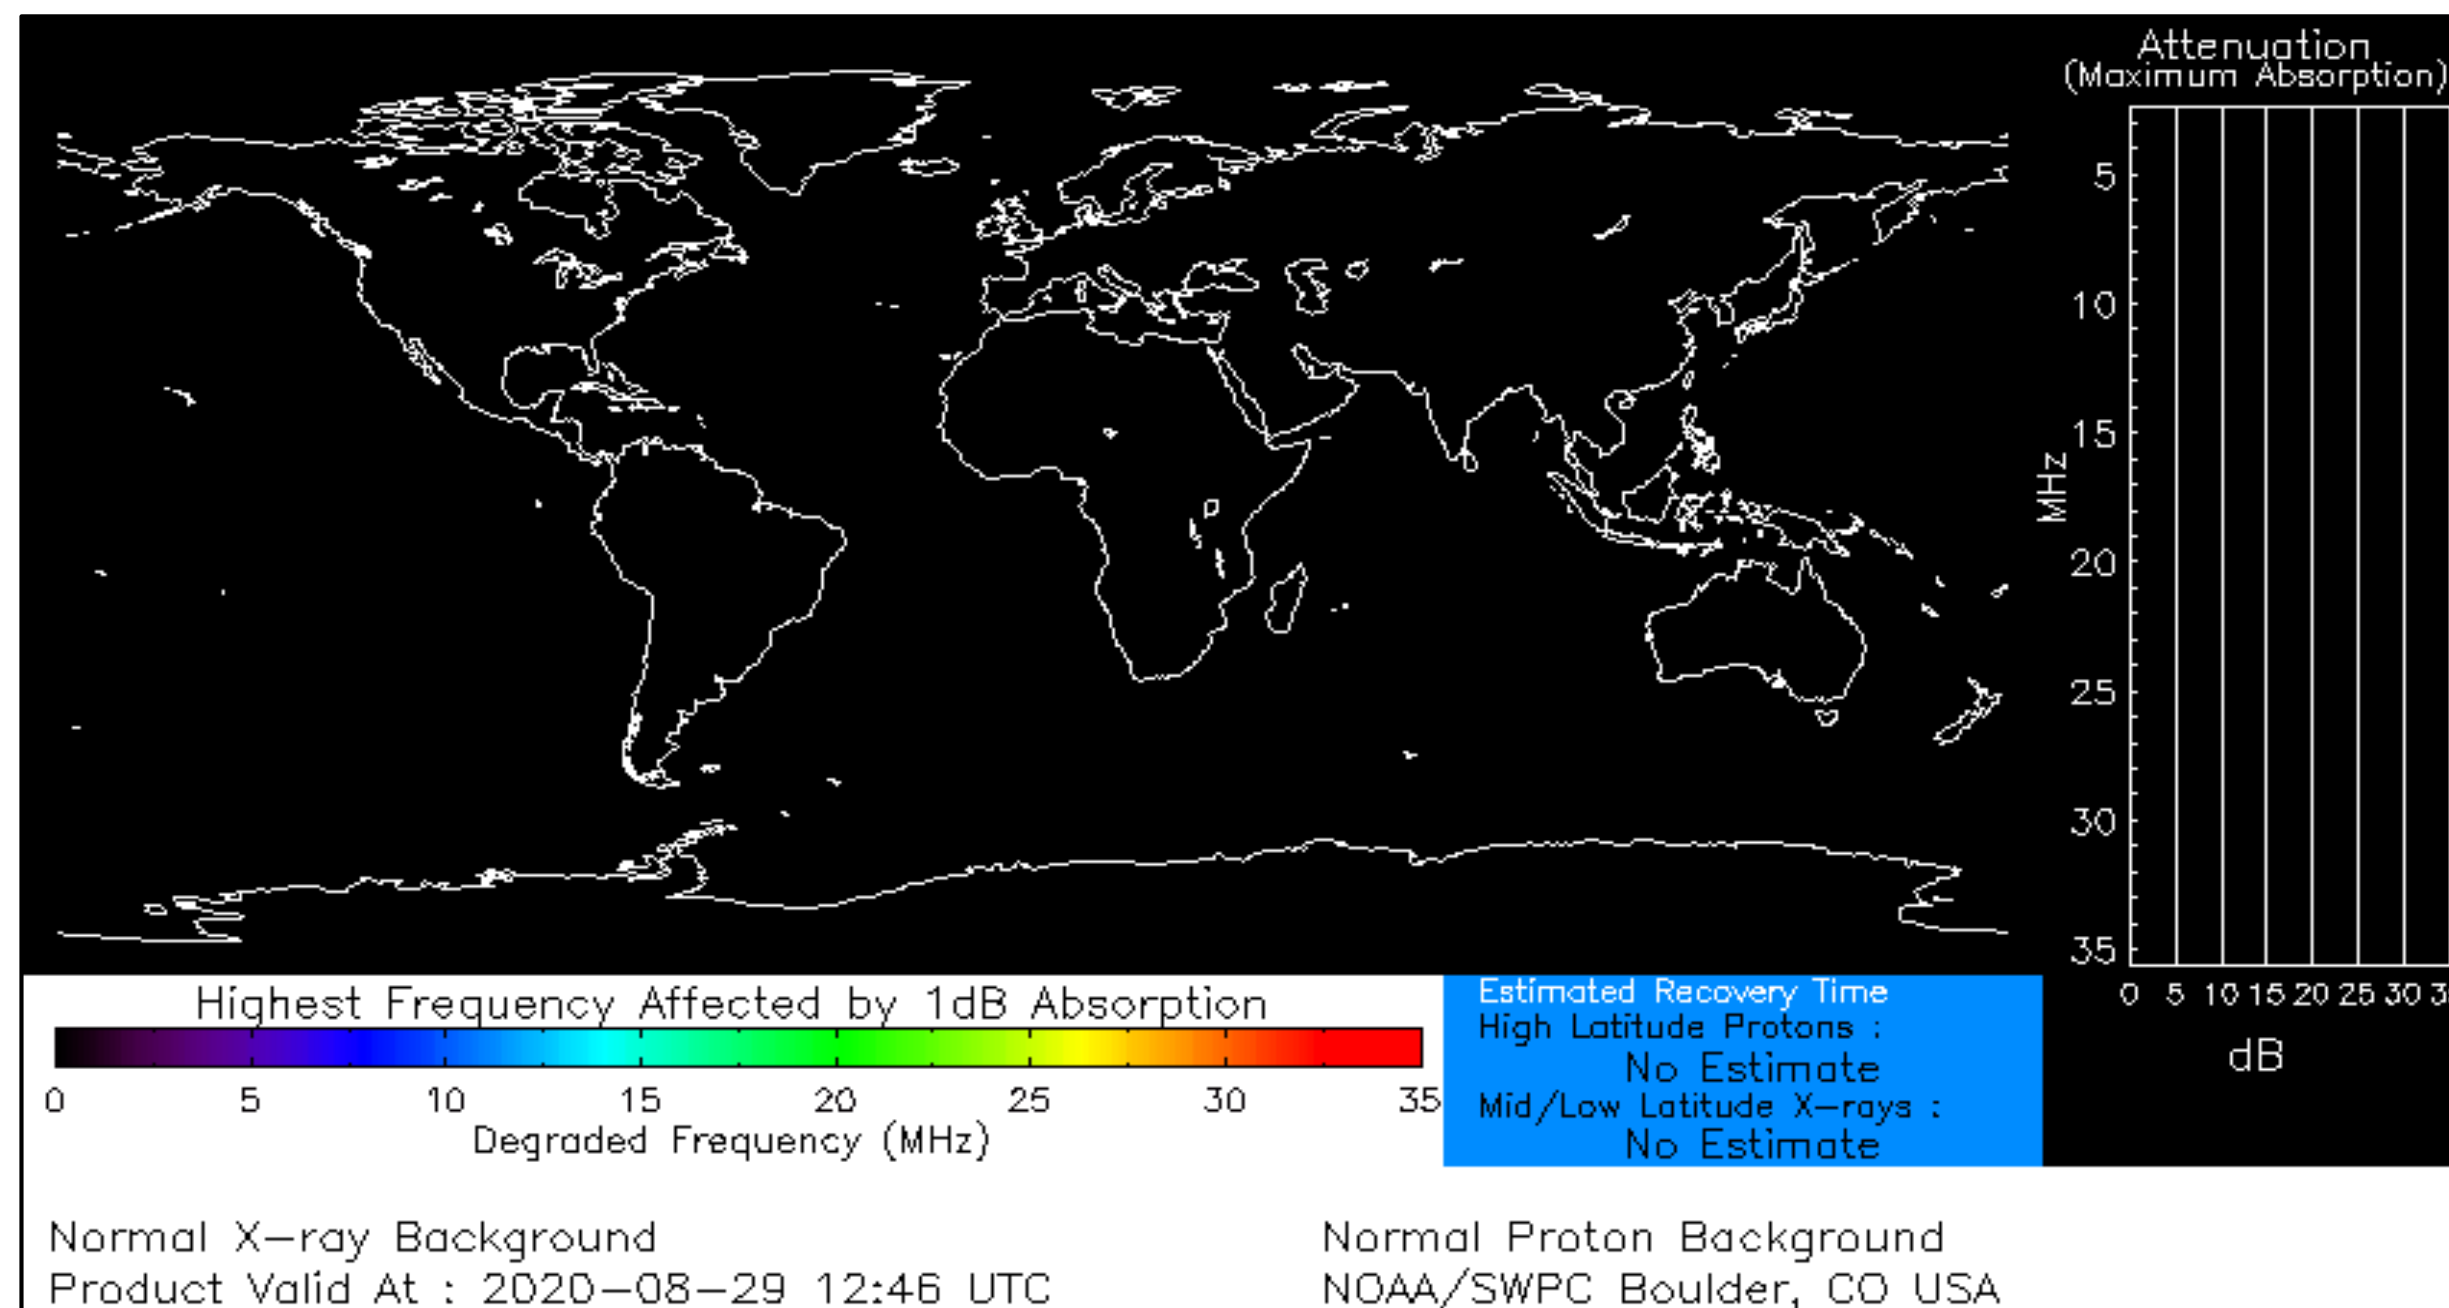 Attenuation
(Maximum Absorption)
5
10
15
20
25
30
35
MHz
0 5 10 15 20 25 30
dB
Highest Frequency Affected by 1dB Absorption
0 5 10 15 20 25 30 35
Degraded Frequency (MHz)
Estimated Recovery Time
High Latitude Protons :
No Estimate
Mid/Low Latitude X-rays :
No Estimate
Normal X-ray Background
Product Valid At : 2020-08-29 12:46 UTC
Normal Proton Background
NOAA/SWPC Boulder, CO USA